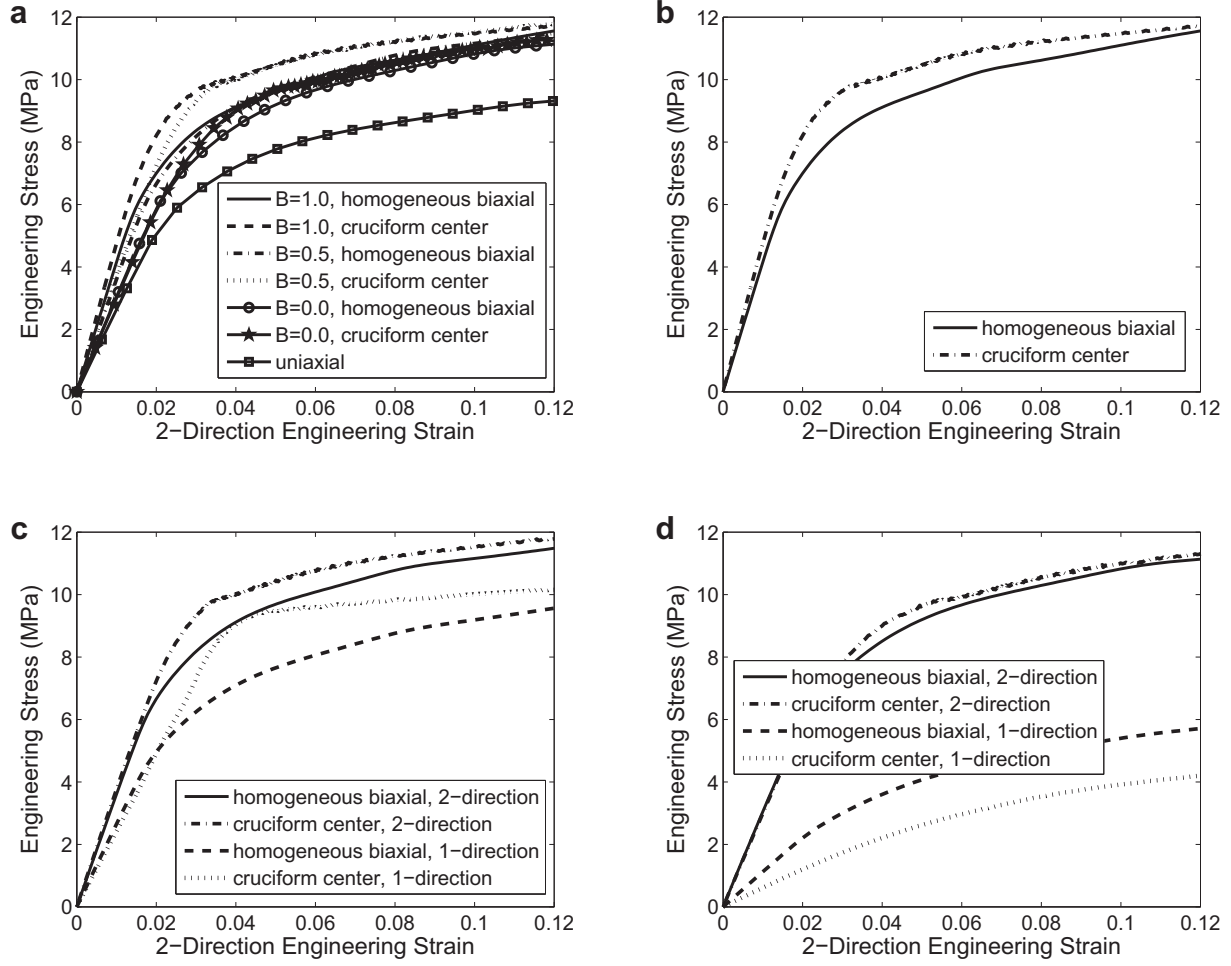 a
Engineering Stress (MPa)
12
10
8
6
4
2
0
0 0.02 0.04 0.06 0.08 0.1 0.12
2−Direction Engineering Strain
B=1.0, homogeneous biaxial
B=1.0, cruciform center
B=0.5, homogeneous biaxial
B=0.5, cruciform center
B=0.0, homogeneous biaxial
B=0.0, cruciform center
uniaxial
b
Engineering Stress (MPa)
12
10
8
6
4
2
0
0 0.02 0.04 0.06 0.08 0.1 0.12
2−Direction Engineering Strain
homogeneous biaxial
cruciform center
c
Engineering Stress (MPa)
12
10
8
6
4
2
0
0 0.02 0.04 0.06 0.08 0.1 0.12
2−Direction Engineering Strain
homogeneous biaxial, 2−direction
cruciform center, 2−direction
homogeneous biaxial, 1−direction
cruciform center, 1−direction
d
Engineering Stress (MPa)
12
10
8
6
4
2
0
0 0.02 0.04 0.06 0.08 0.1 0.12
2−Direction Engineering Strain
homogeneous biaxial, 2−direction
cruciform center, 2−direction
homogeneous biaxial, 1−direction
cruciform center, 1−direction